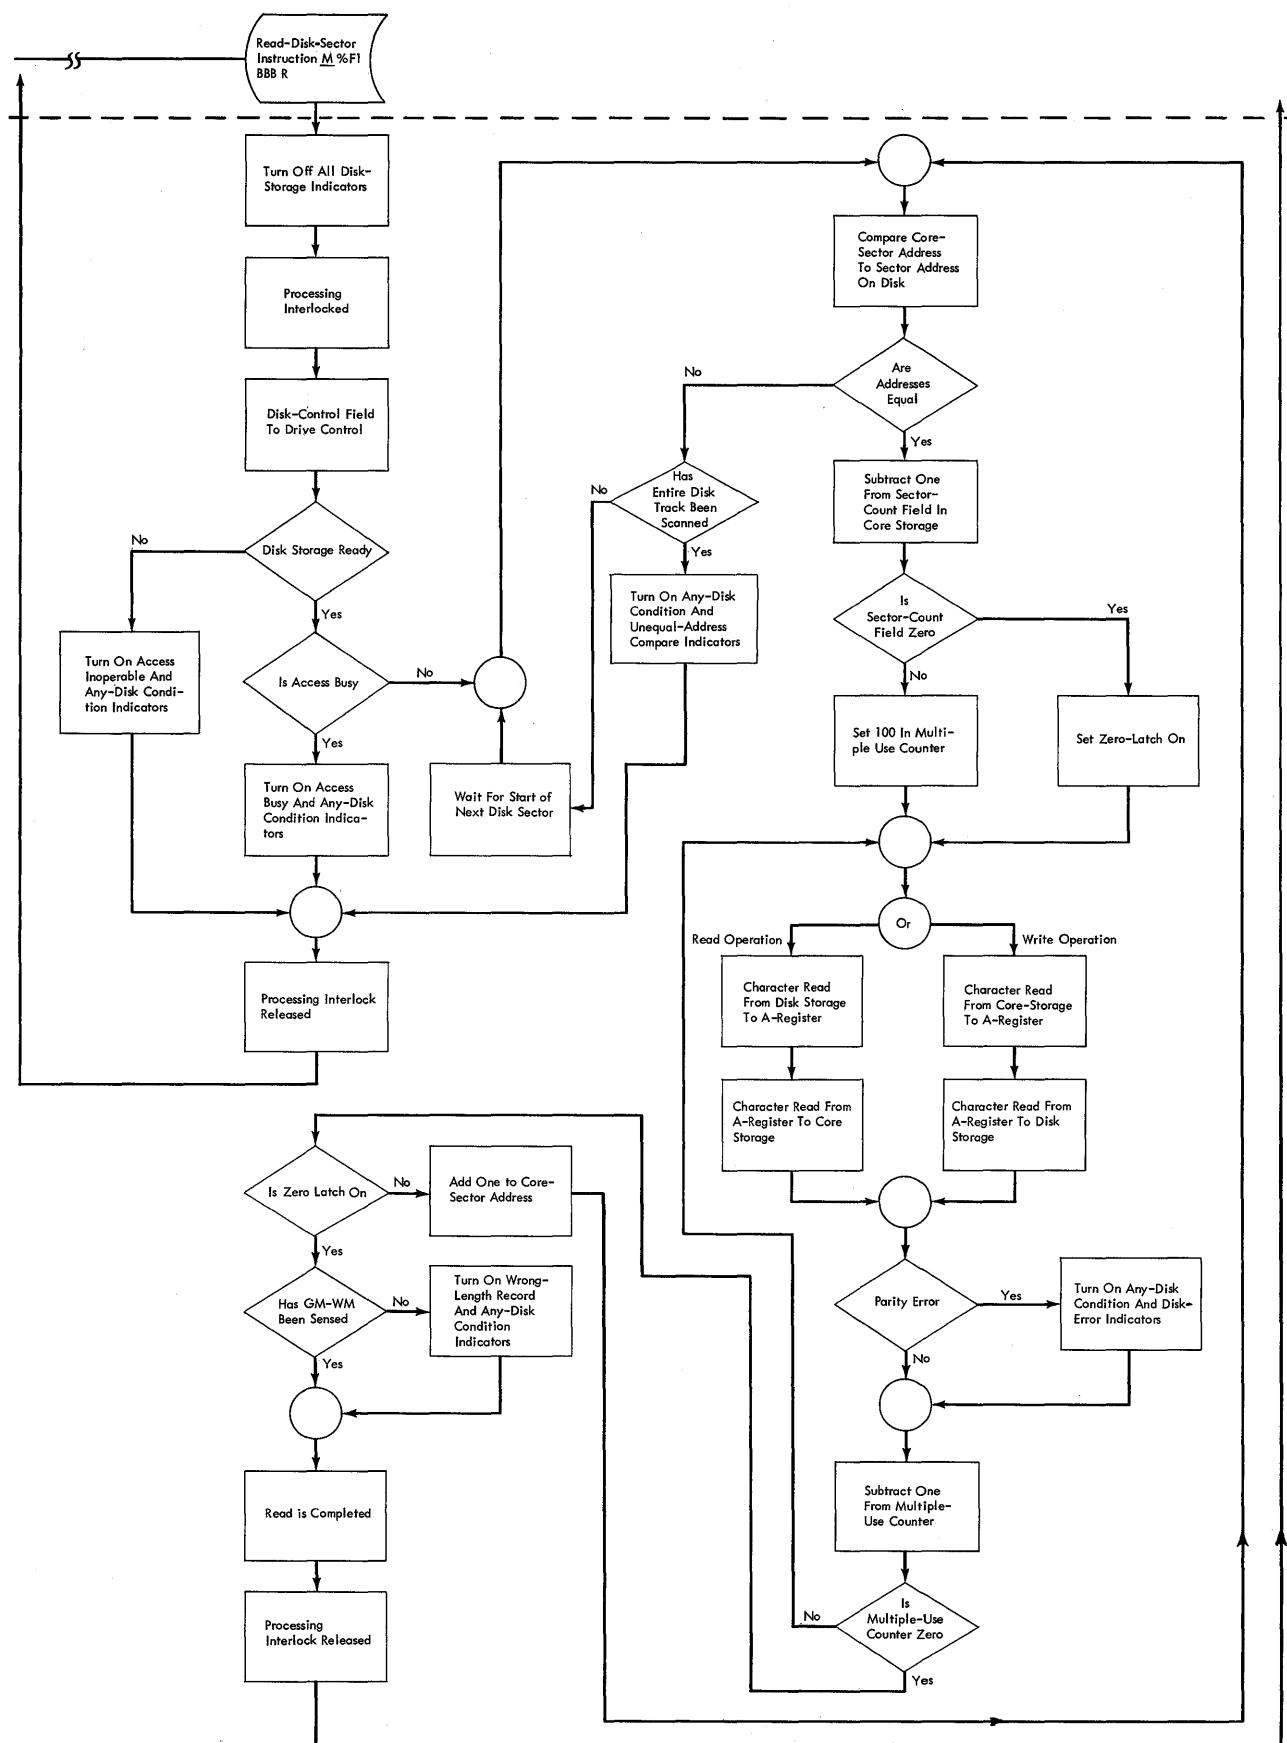 Read-Disk-Sector
Instruction M %F1
BBB R
Turn Off All Disk-
Storage Indicators
Processing
Interlocked
Disk-Control Field
To Drive Control
Disk Storage Ready
No
Yes
Turn On Access
Inoperable And
Any-Disk Condi-
tion Indicators
Is Access Busy
No
Yes
Turn On Access
Busy And Any-Disk
Condition Indica-
tors
Wait For Start of
Next Disk Sector
Processing Interlock
Released
Compare Core-
Sector Address
To Sector Address
On Disk
Are
Addresses
Equal
No
Yes
Has
Entire Disk
Track Been
Scanned
No
Yes
Turn On Any-Disk
Condition And
Unequal-Address
Compare Indicators
Subtract One
From Sector-
Count Field In
Core Storage
Is
Sector-Count
Field Zero
Yes
No
Set 100 In Multi-
ple Use Counter
Set Zero-Latch On
Or
Read Operation
Write Operation
Character Read
From Disk Storage
To A-Register
Character Read
From Core-Storage
To A-Register
Character Read From
A-Register To Core
Storage
Character Read From
A-Register To Disk
Storage
Parity Error
Yes
No
Turn On Any-Disk
Condition And Disk-
Error Indicators
Subtract One
From Multiple-
Use Counter
Is
Multiple-Use
Counter Zero
No
Yes
Is Zero Latch On
No
Yes
Add One to Core-
Sector Address
Has GM-WM
Been Sensed
No
Yes
Turn On Wrong-
Length Record
And Any-Disk
Condition
Indicators
Read is Completed
Processing
Interlock Released